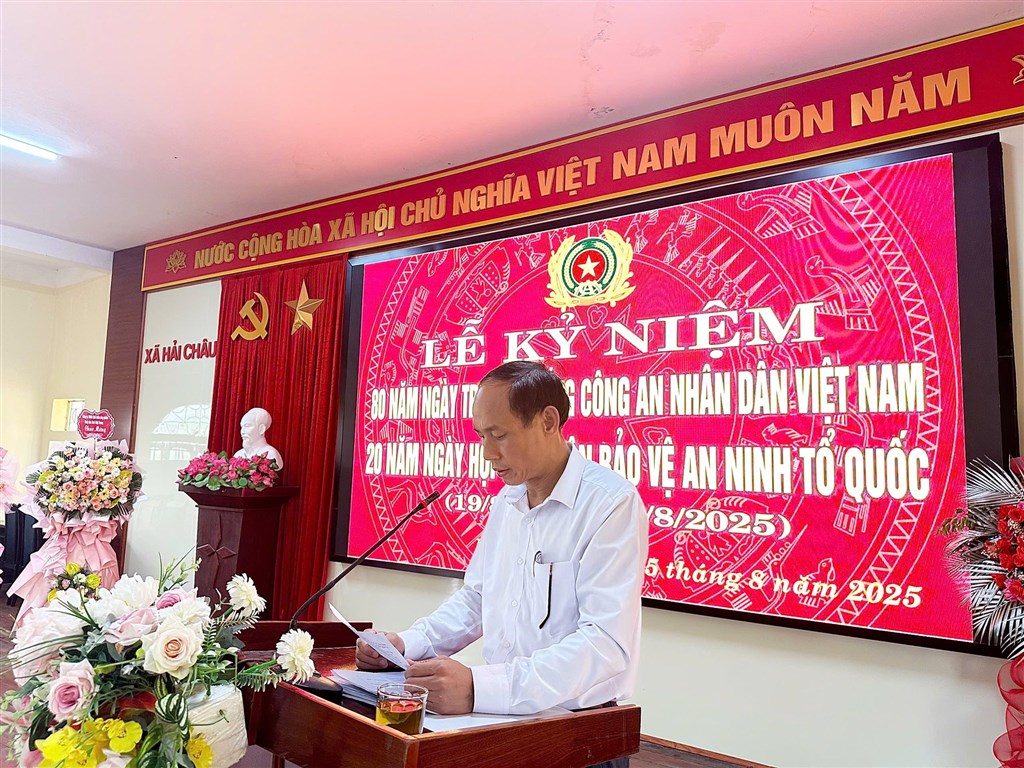 NƯỚC CỘNG HÒA XÃ HỘI CHỦ NGHĨA VIỆT NAM MUÔN NĂM
XÃ HẢI CHÂU
LỄ KỶ NIỆM
80 NĂM NGÀY CÔNG AN NHÂN DÂN VIỆT NAM
20 NĂM NGÀY BẢO VỆ AN NINH TỔ QUỐC
(19/ /8/2025)
5 tháng 8 năm 2025
Chúc Mừng